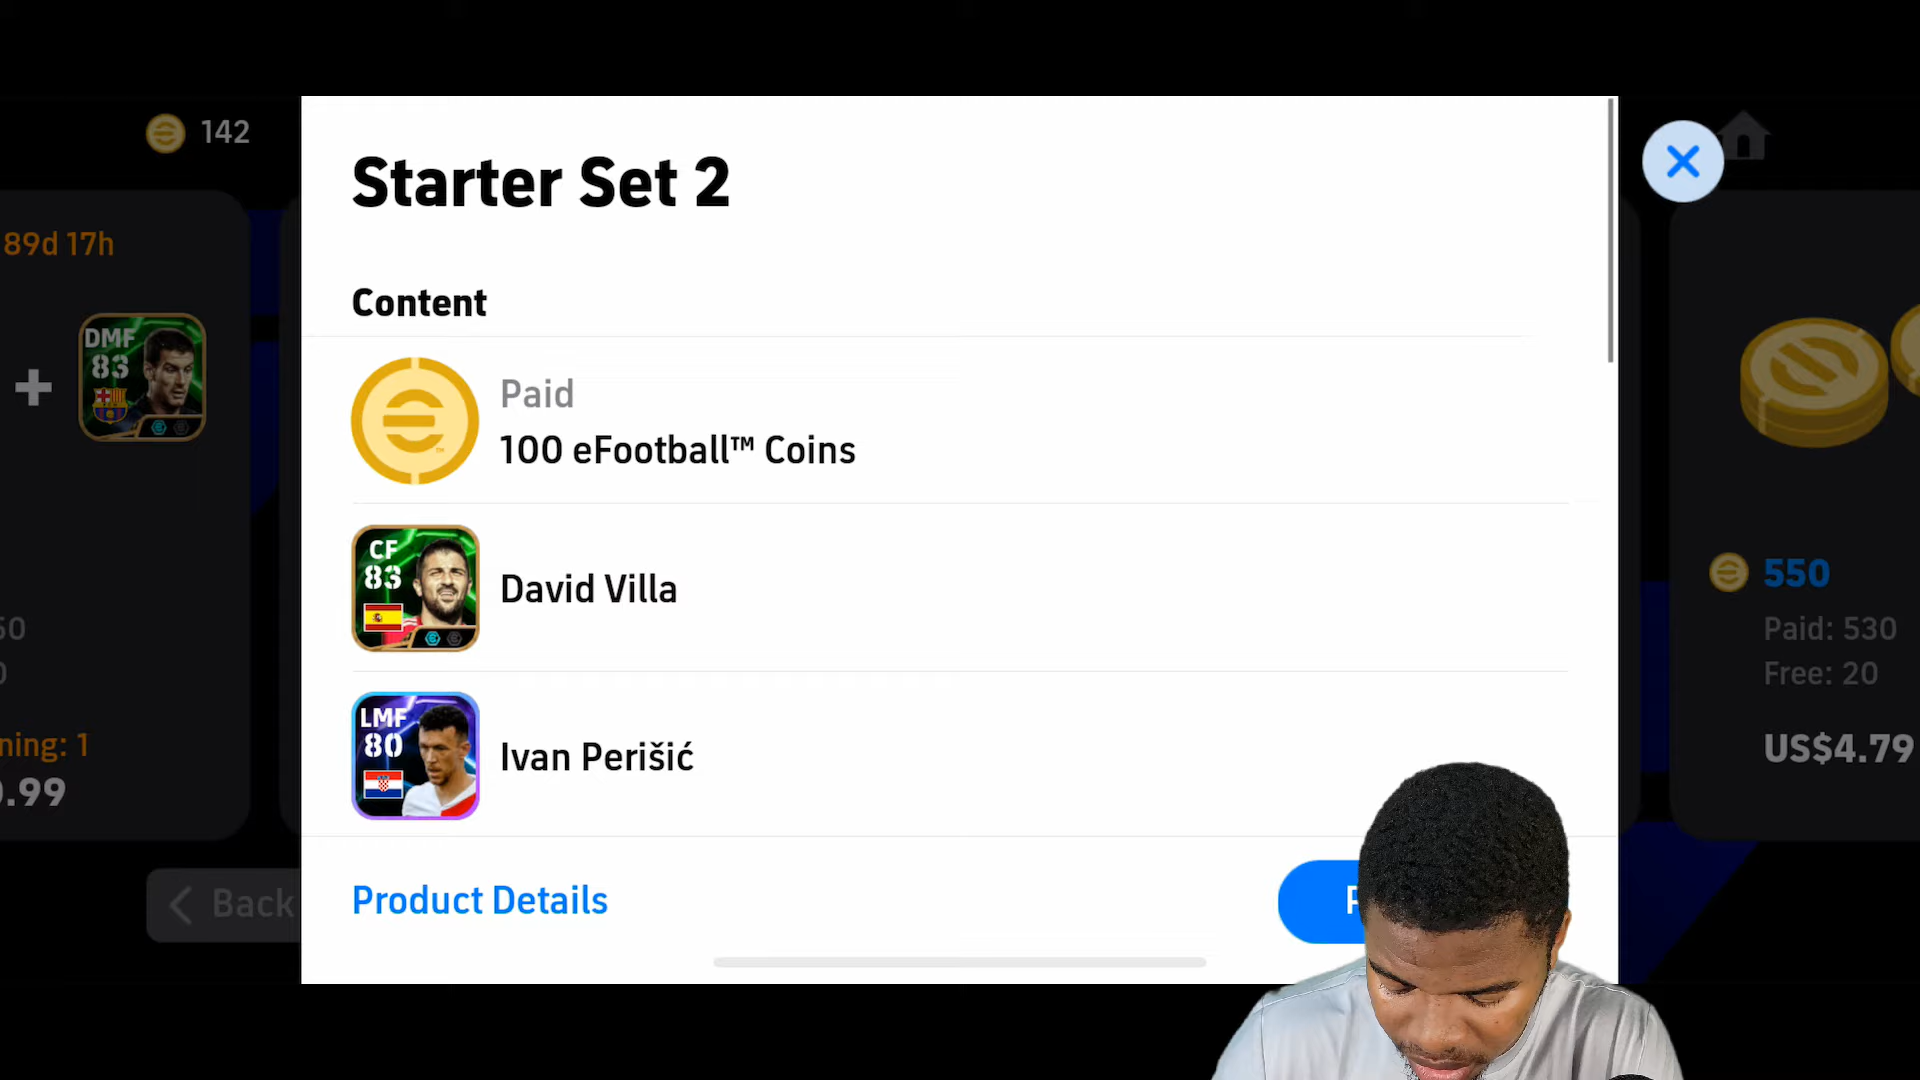 142
89d 17h
DMF
83
Starter Set 2
Content
Paid
100 eFootball™ Coins
CF
83
David Villa
LMF
80
Ivan Perišić
Product Details
Back
550
Paid: 530
Free: 20
US$4.79